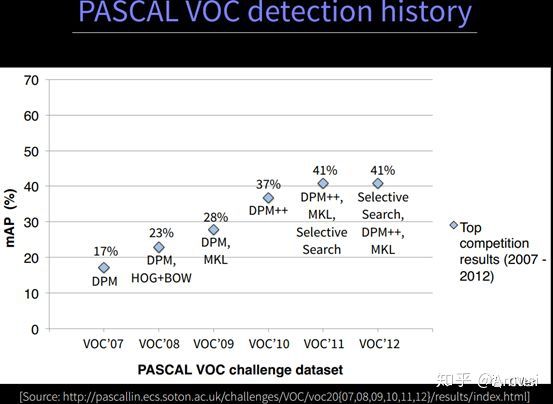 PASCAL VOC detection history
70
60
50
40
30
20
10
0
mAP (%)
17%
DPM
23%
DPM,
HOG+BOW
28%
DPM,
MKL
37%
DPM++
41%
DPM++,
MKL,
Selective
Search
41%
Selective
Search,
DPM++,
MKL
Top
competition
results (2007 -
2012)
VOC'07
VOC'08
VOC'09
VOC'10
VOC'11
VOC'12
PASCAL VOC challenge dataset
知乎
[Source: http://pascallin.ecs.soton.ac.uk/challenges/VOC/voc20{07,08,09,10,11,12}/results/index.html]